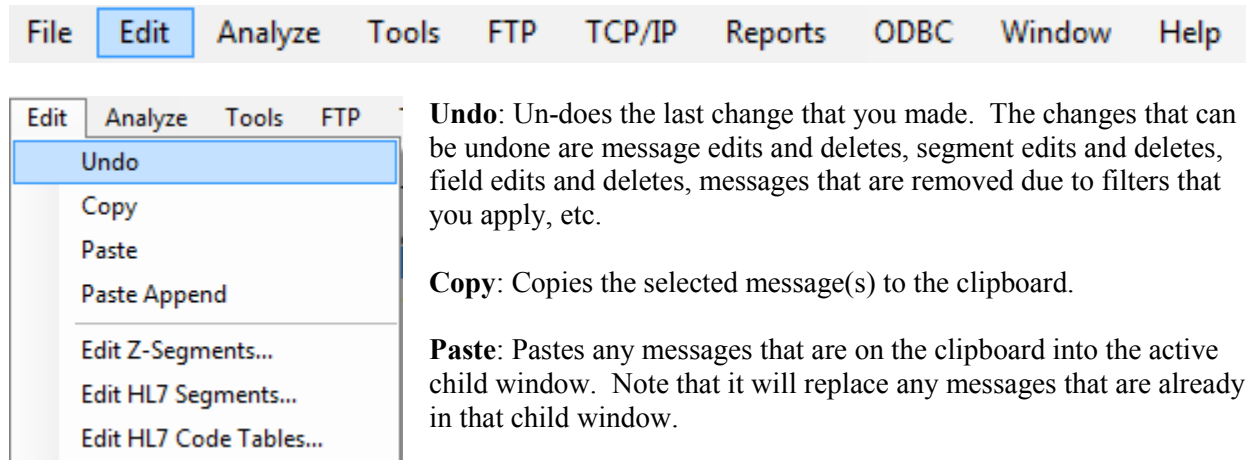 File Edit Analyze Tools FTP TCP/IP Reports ODBC Window Help
Edit Analyze Tools FTP
Undo
Copy
Paste
Paste Append
Edit Z-Segments...
Edit HL7 Segments...
Edit HL7 Code Tables...
Undo: Un-does the last change that you made. The changes that can
be undone are message edits and deletes, segment edits and deletes,
field edits and deletes, messages that are removed due to filters that
you apply, etc.
Copy: Copies the selected message(s) to the clipboard.
Paste: Pastes any messages that are on the clipboard into the active
child window. Note that it will replace any messages that are already
in that child window.